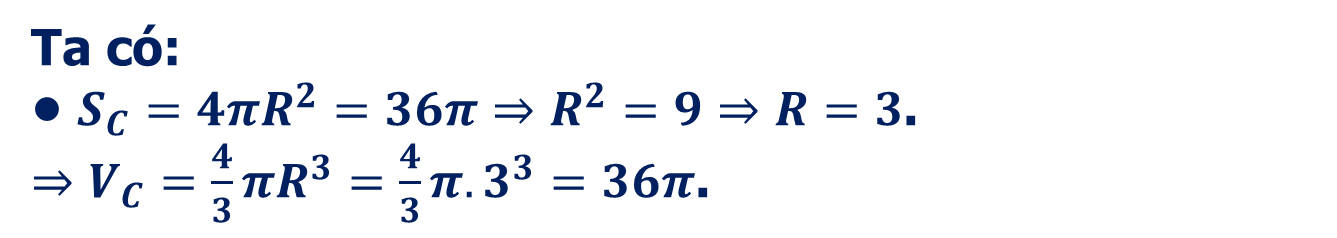 Ta có:
● S_C = 4πR² = 36π ⇒ R² = 9 ⇒ R = 3.
⇒ V_C = 4/3 πR³ = 4/3 π.3³ = 36π.